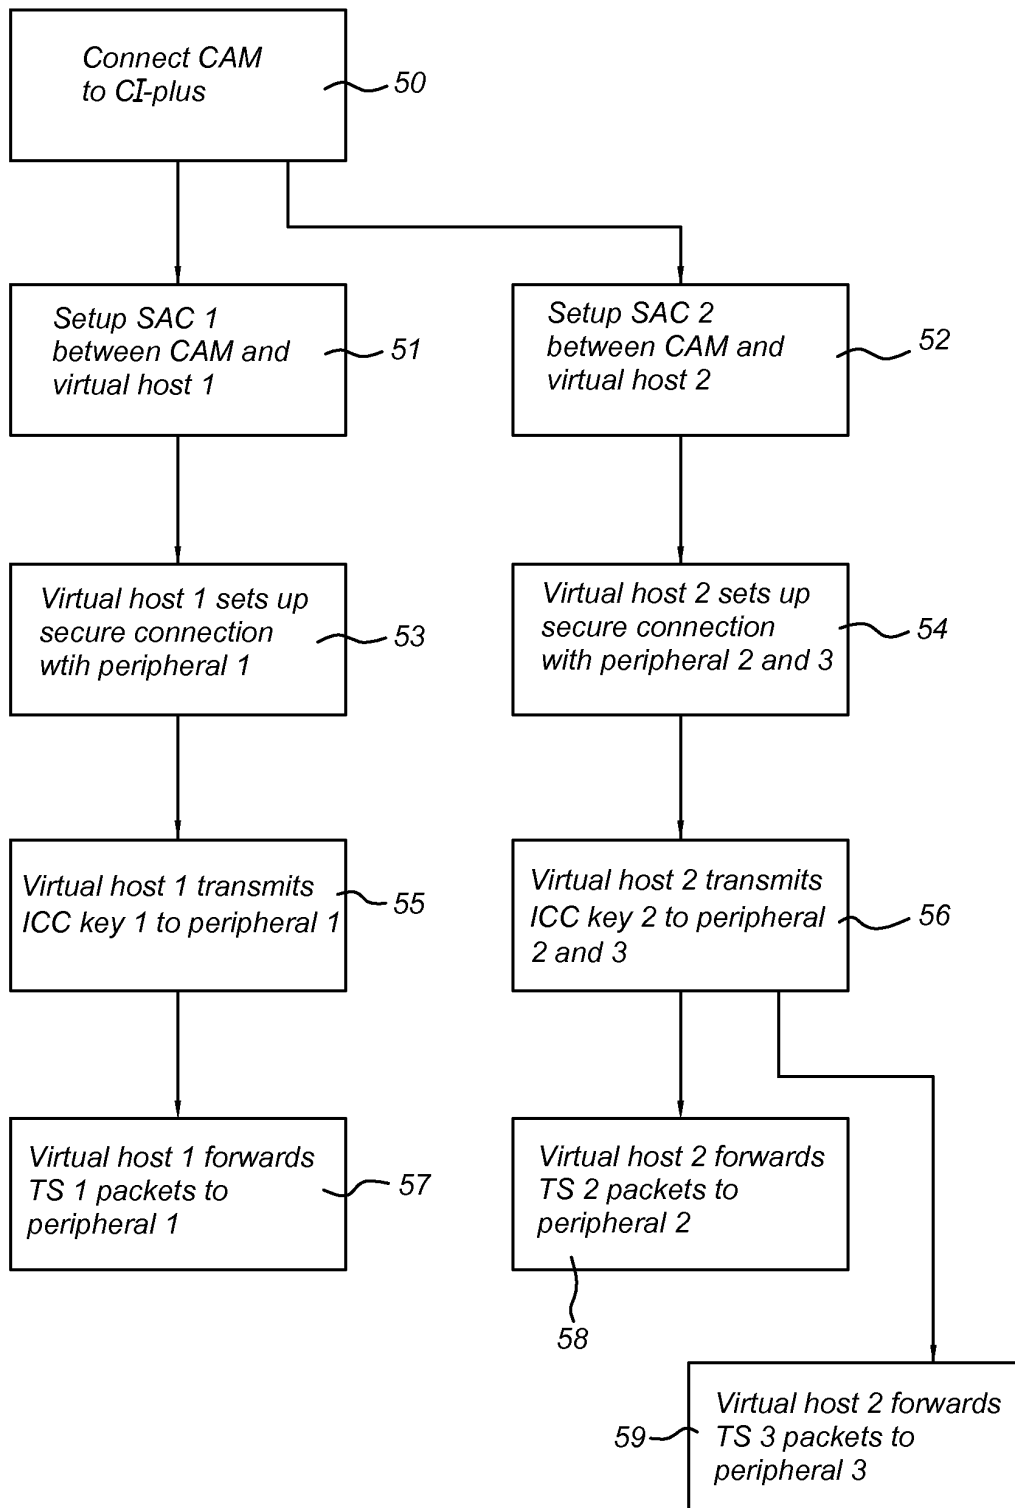 Connect CAM
to CI-plus
50
Setup SAC 1
between CAM and
virtual host 1
51
Setup SAC 2
between CAM and
virtual host 2
52
Virtual host 1 sets up
secure connection
wtih peripheral 1
53
Virtual host 2 sets up
secure connection
with peripheral 2 and 3
54
Virtual host 1 transmits
ICC key 1 to peripheral 1
55
Virtual host 2 transmits
ICC key 2 to peripheral
2 and 3
56
Virtual host 1 forwards
TS 1 packets to
peripheral 1
57
Virtual host 2 forwards
TS 2 packets to
peripheral 2
58
Virtual host 2 forwards
TS 3 packets to
peripheral 3
59